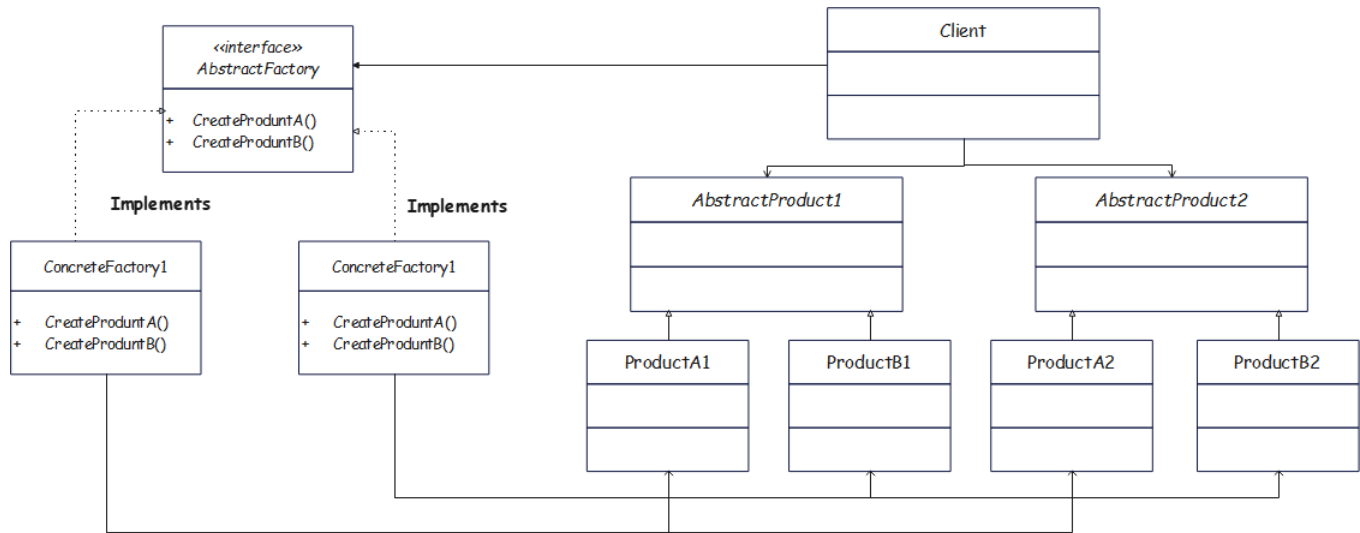 «interface»
AbstractFactory
+ CreateProduntA()
+ CreateProduntB()
Client
Implements
Implements
AbstractProduct1
AbstractProduct2
ConcreteFactory1
+ CreateProduntA()
+ CreateProduntB()
ConcreteFactory1
+ CreateProduntA()
+ CreateProduntB()
ProductA1
ProductB1
ProductA2
ProductB2